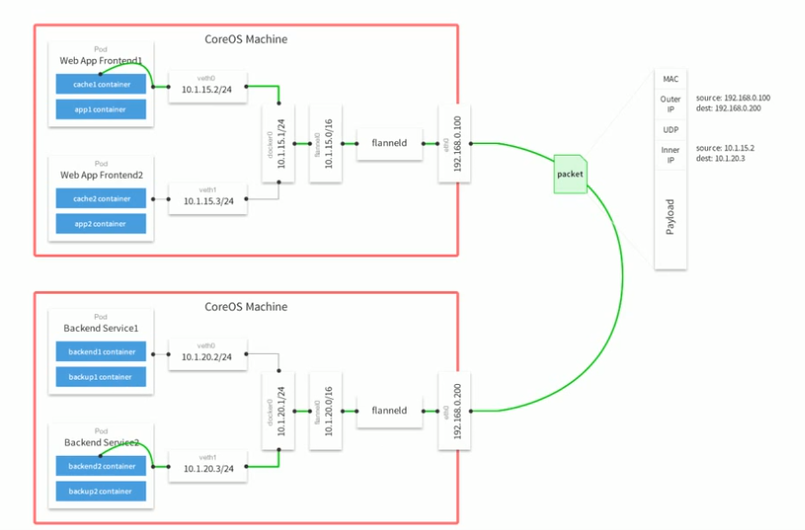 CoreOS Machine
Pod
Web App Frontend1
cache1 container
app1 container
veth0
10.1.15.2/24
Pod
Web App Frontend2
cache2 container
app2 container
veth1
10.1.15.3/24
docker0
10.1.15.1/24
flannel0
10.1.15.0/16
flanneld
eth0
192.168.0.100
packet
MAC
Outer
IP
source: 192.168.0.100
dest: 192.168.0.200
UDP
Inner
IP
source: 10.1.15.2
dest: 10.1.20.3
Payload
CoreOS Machine
Pod
Backend Service1
backend1 container
backup1 container
veth0
10.1.20.2/24
Pod
Backend Service2
backend2 container
backup2 container
veth1
10.1.20.3/24
docker0
10.1.20.1/24
flannel0
10.1.20.0/16
flanneld
eth0
192.168.0.200